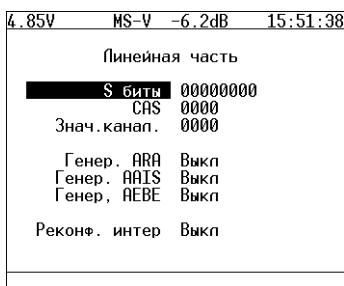 4.85V MS-V -6.2dB 15:51:38
Линейная часть
S биты 00000000
CAS 0000
Знач.канал. 0000
Генер. ARA Выкл
Генер. AAIS Выкл
Генер, AEBE Выкл
Реконф. интер Выкл